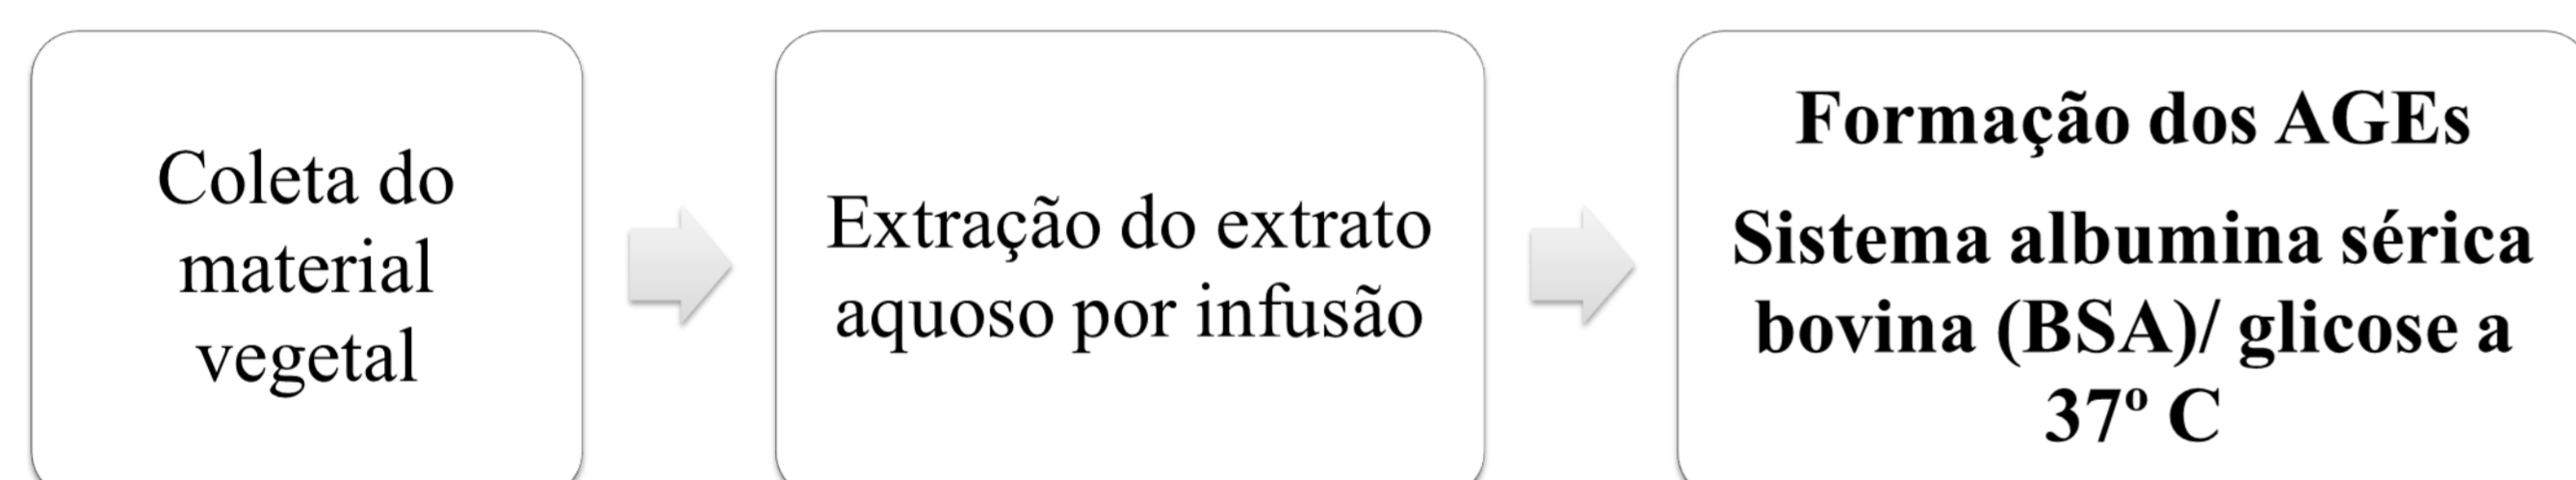 Coleta do
material
vegetal
Extração do extrato
aquoso por infusão
Formação dos AGEs
Sistema albumina sérica
bovina (BSA)/ glicose a
37º C